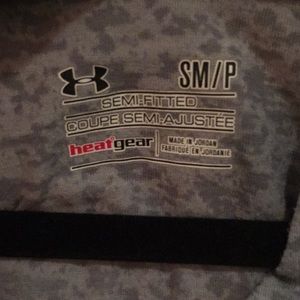 SM/P
SEMI-FITTED
COUPE SEMI-AJUSTÉE
heatgear
MADE IN JORDAN
FABRIQUÉ EN JORDANIE